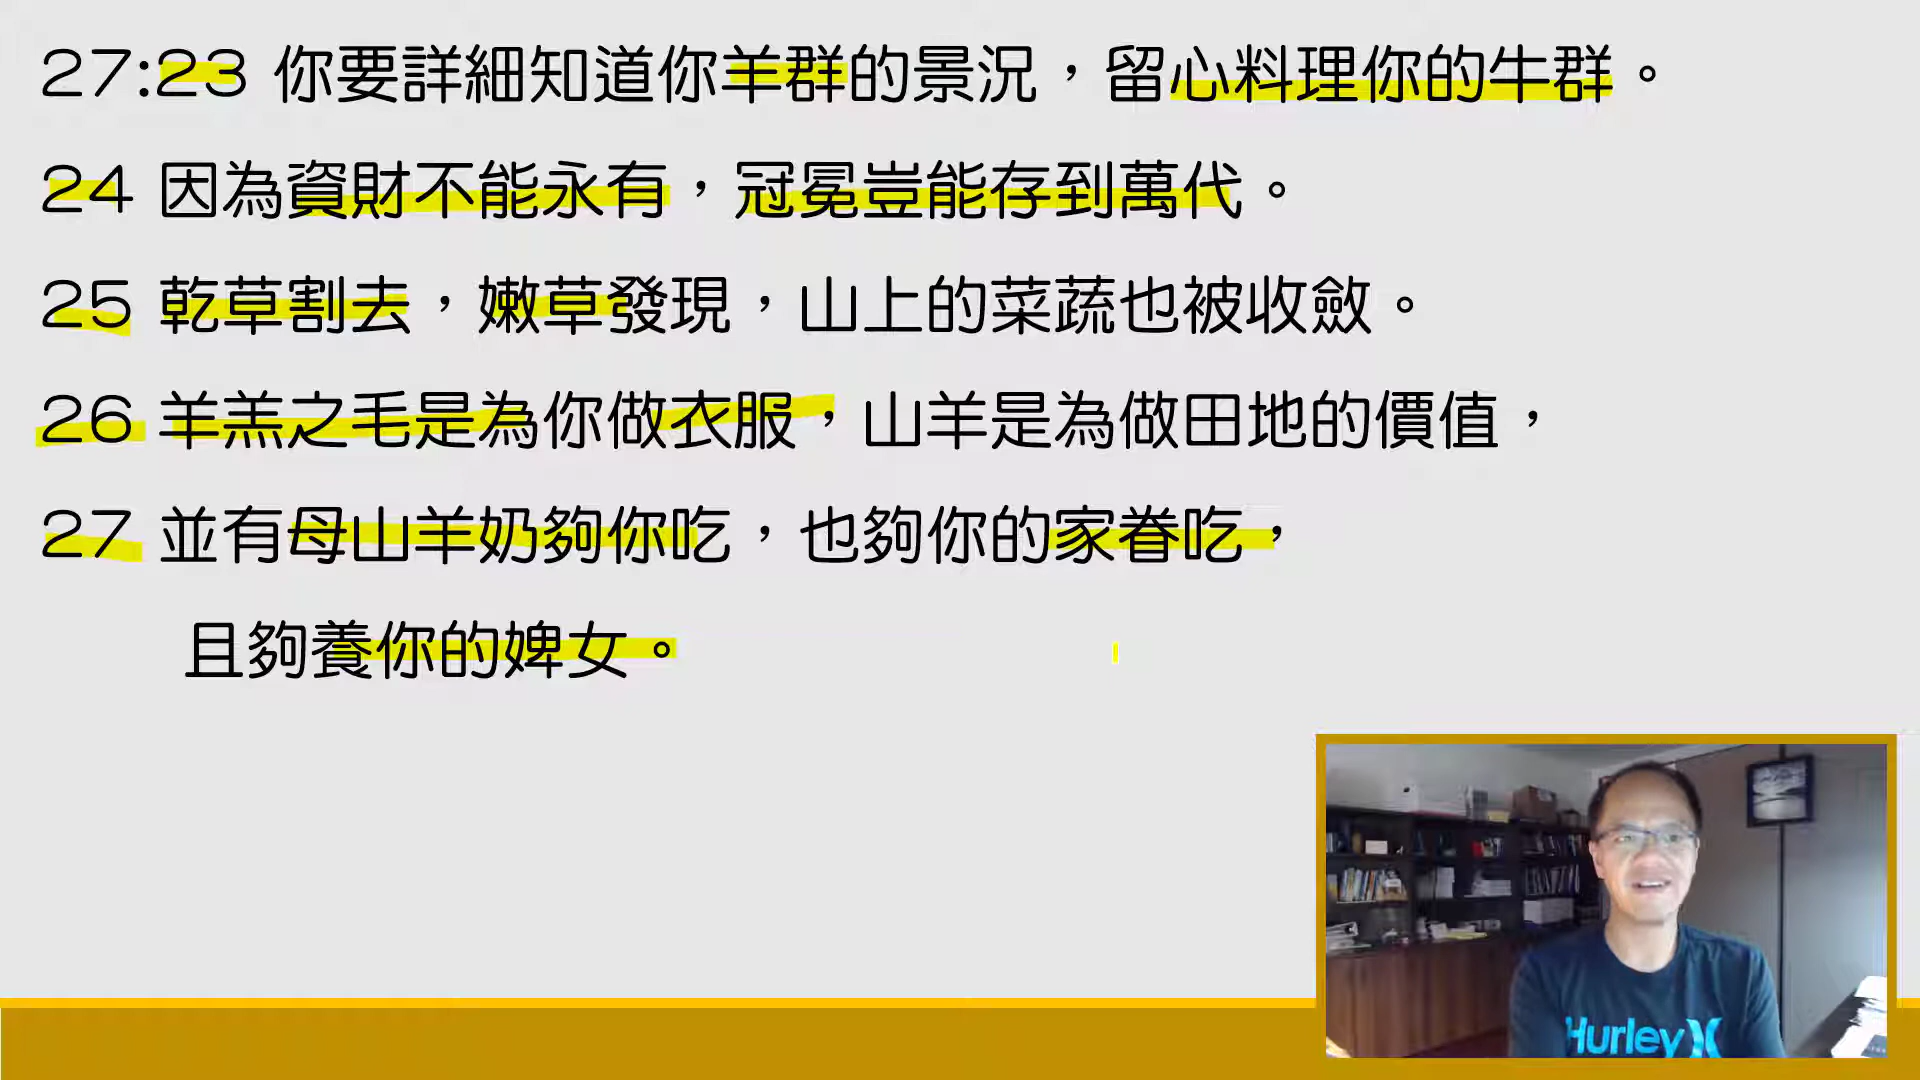 27:23 你要詳細知道你羊群的景況，留心料理你的牛群。
24 因為資財不能永有，冠冕豈能存到萬代。
25 乾草割去，嫩草發現，山上的菜蔬也被收斂。
26 羊羔之毛是為你做衣服，山羊是為做田地的價值，
27 並有母山羊奶夠你吃，也夠你的家眷吃，
且夠養你的婢女。
Hurley